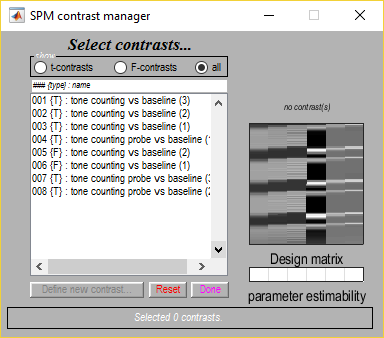 SPM contrast manager
Select contrasts...
show
t-contrasts
F-contrasts
all
### {type} : name
001 {T} : tone counting vs baseline (3)
002 {T} : tone counting vs baseline (2)
003 {T} : tone counting vs baseline (1)
004 {T} : tone counting probe vs baseline (
005 {F} : tone counting vs baseline (2)
006 {F} : tone counting vs baseline (1)
007 {T} : tone counting probe vs baseline (3
008 {T} : tone counting probe vs baseline (2
no contrast(s)
Design matrix
parameter estimability
Define new contrast...
Reset
Done
Selected 0 contrasts.